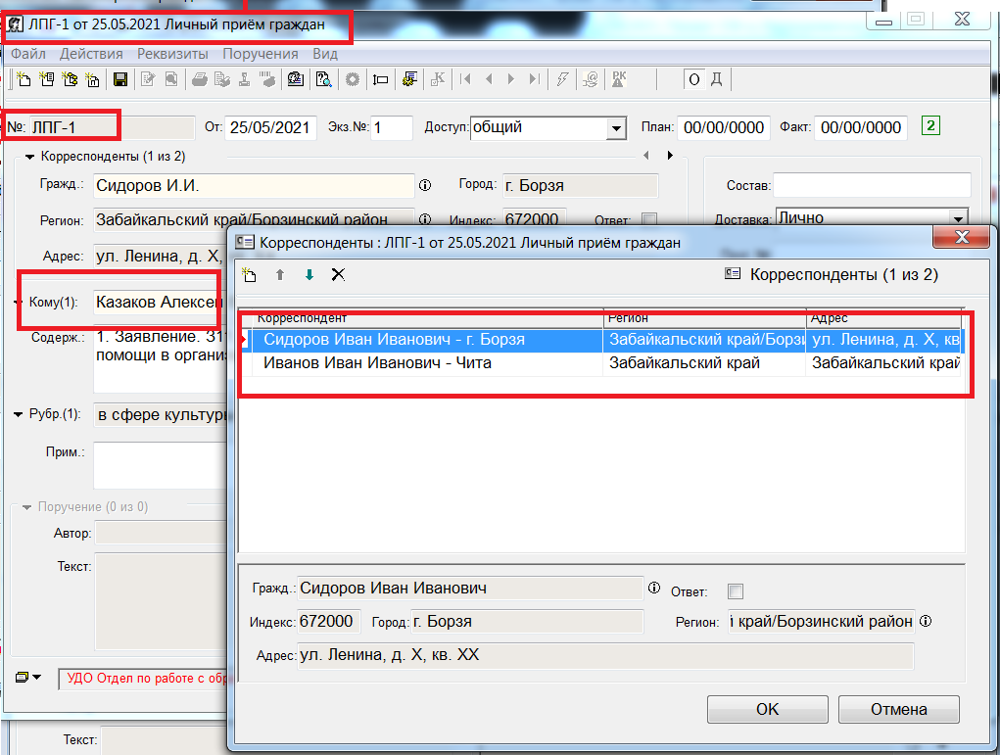 ЛПГ-1 от 25.05.2021 Личный приём граждан
Файл Действия Реквизиты Поручения Вид
РК О Д
№: ЛПГ-1 От: 25/05/2021 Экз.№: 1 Доступ: общий План: 00/00/0000 Факт: 00/00/0000 2
Корреспонденты (1 из 2)
Гражд.: Сидоров И.И. Город: г. Борзя Состав:
Регион: Забайкальский край/Борзинский район Индекс: 672000 Ответ: Доставка: Лично
Адрес: ул. Ленина, д. Х,
Кому(1): Казаков Алексе
Содерж.: 1. Заявление. 31
помощи в органи
Рубр.(1): в сфере культур
Прим.:
Поручение (0 из 0)
Автор:
Текст:
УДО Отдел по работе с об
Текст:
Корреспонденты : ЛПГ-1 от 25.05.2021 Личный приём граждан
Корреспонденты (1 из 2)
Корреспондент Регион Адрес
Сидоров Иван Иванович - г. Борзя Забайкальский край/Борзи ул. Ленина, д. Х, кв
Иванов Иван Иванович - Чита Забайкальский край Забайкальский край
Гражд.: Сидоров Иван Иванович Ответ:
Индекс: 672000 Город: г. Борзя Регион: й край/Борзинский район
Адрес: ул. Ленина, д. Х, кв. ХХ
ОК Отмена